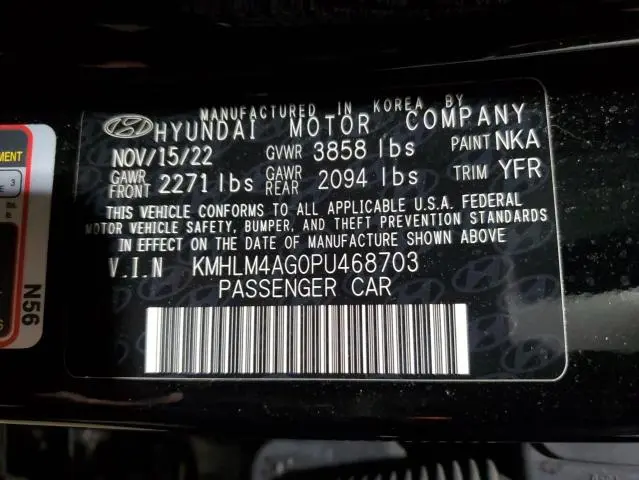 MANUFACTURED IN KOREA BY
HYUNDAI MOTOR COMPANY
NOV/15/22 GVWR 3858 lbs PAINT NKA
GAWR FRONT 2271 lbs GAWR REAR 2094 lbs TRIM YFR
THIS VEHICLE CONFORMS TO ALL APPLICABLE U.S.A. FEDERAL
MOTOR VEHICLE SAFETY, BUMPER, AND THEFT PREVENTION STANDARDS
IN EFFECT ON THE DATE OF MANUFACTURE SHOWN ABOVE
V.I.N KMHLM4AG0PU468703
PASSENGER CAR
3
N56